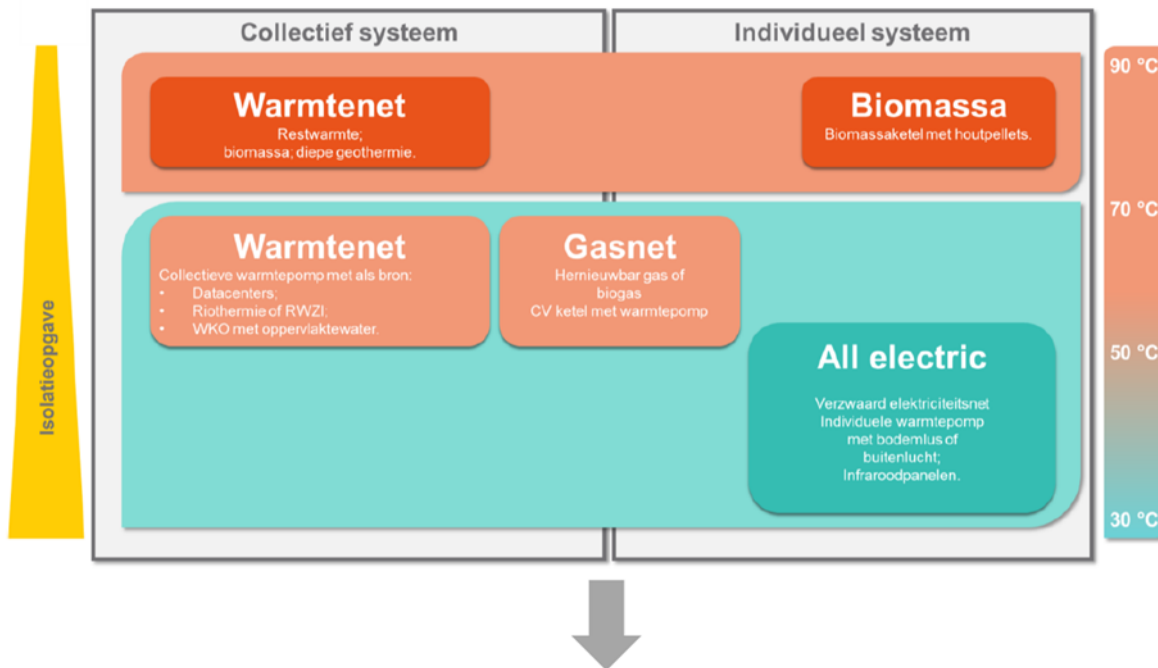 Collectief systeem
Individueel systeem
90 °C
Warmtenet
Restwarmte;
biomassa; diepe geothermie.
Biomassa
Biomassaketel met houtpellets.
70 °C
Warmtenet
Collectieve warmtepomp met als bron:
• Datacenters;
• Riothermie of RWZI;
• WKO met oppervlaktewater.
Gasnet
Hernieuwbar gas of
biogas
CV ketel met warmtepomp
50 °C
All electric
Verzwaard elektriciteitsnet
Individuele warmtepomp
met bodemlus of
buitenlucht;
Infraroodpanelen.
30 °C
Isolatieopgave